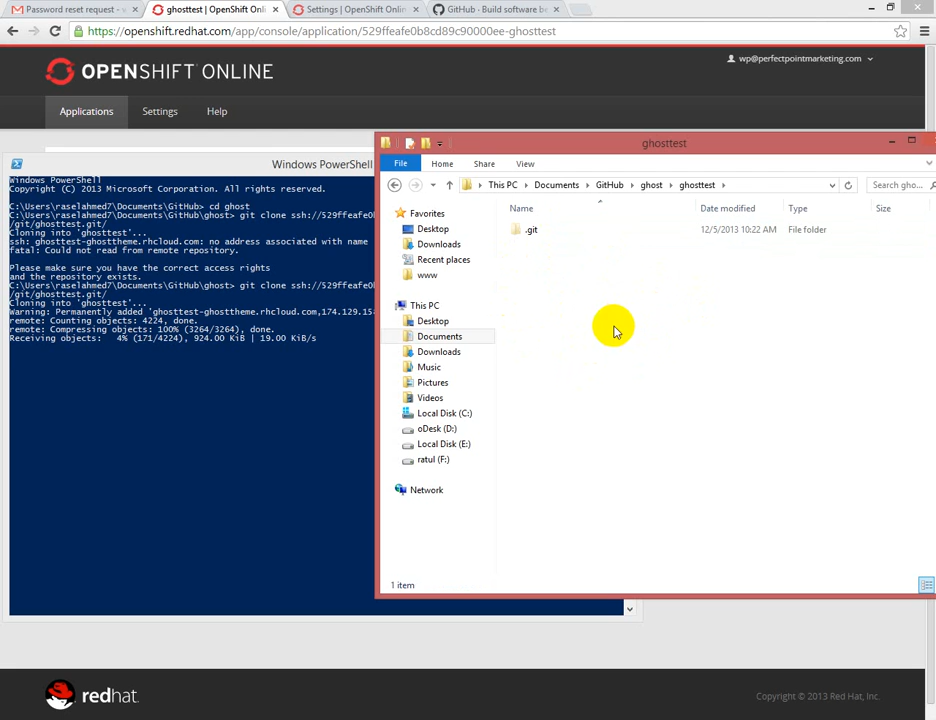 Password reset request -
ghosttest | OpenShift Onli
Settings | OpenShift Online
GitHub · Build software be
https://openshift.redhat.com/app/console/application/529ffeafe0b8cd89c90000ee-ghosttest
OPENSHIFT ONLINE
wp@perfectpointmarketing.com
Applications
Settings
Help
Windows PowerShell
Windows PowerShell
Copyright (C) 2013 Microsoft Corporation. All rights reserved.
C:\Users\raselahmed7\Documents\GitHub> cd ghost
C:\Users\raselahmed7\Documents\GitHub\ghost> git clone ssh://529ffeafe0
/git/ghosttest.git/
Cloning into 'ghosttest'...
ssh: ghosttest-ghosttheme.rhcloud.com: no address associated with name
fatal: Could not read from remote repository.
Please make sure you have the correct access rights
and the repository exists.
C:\Users\raselahmed7\Documents\GitHub\ghost> git clone ssh://529ffeafe0
/git/ghosttest.git/
Cloning into 'ghosttest'...
Warning: Permanently added 'ghosttest-ghosttheme.rhcloud.com,174.129.15
remote: Counting objects: 4224, done.
remote: Compressing objects: 100% (3264/3264), done.
Receiving objects:   4% (171/4224), 924.00 KiB | 19.00 KiB/s
ghosttest
File
Home
Share
View
This PC
Documents
GitHub
ghost
ghosttest
Search gho...
Favorites
Desktop
Downloads
Recent places
www
This PC
Desktop
Documents
Downloads
Music
Pictures
Videos
Local Disk (C:)
oDesk (D:)
Local Disk (E:)
ratul (F:)
Network
Name
Date modified
Type
Size
.git
12/5/2013 10:22 AM
File folder
1 item
redhat.
Copyright © 2013 Red Hat, Inc.